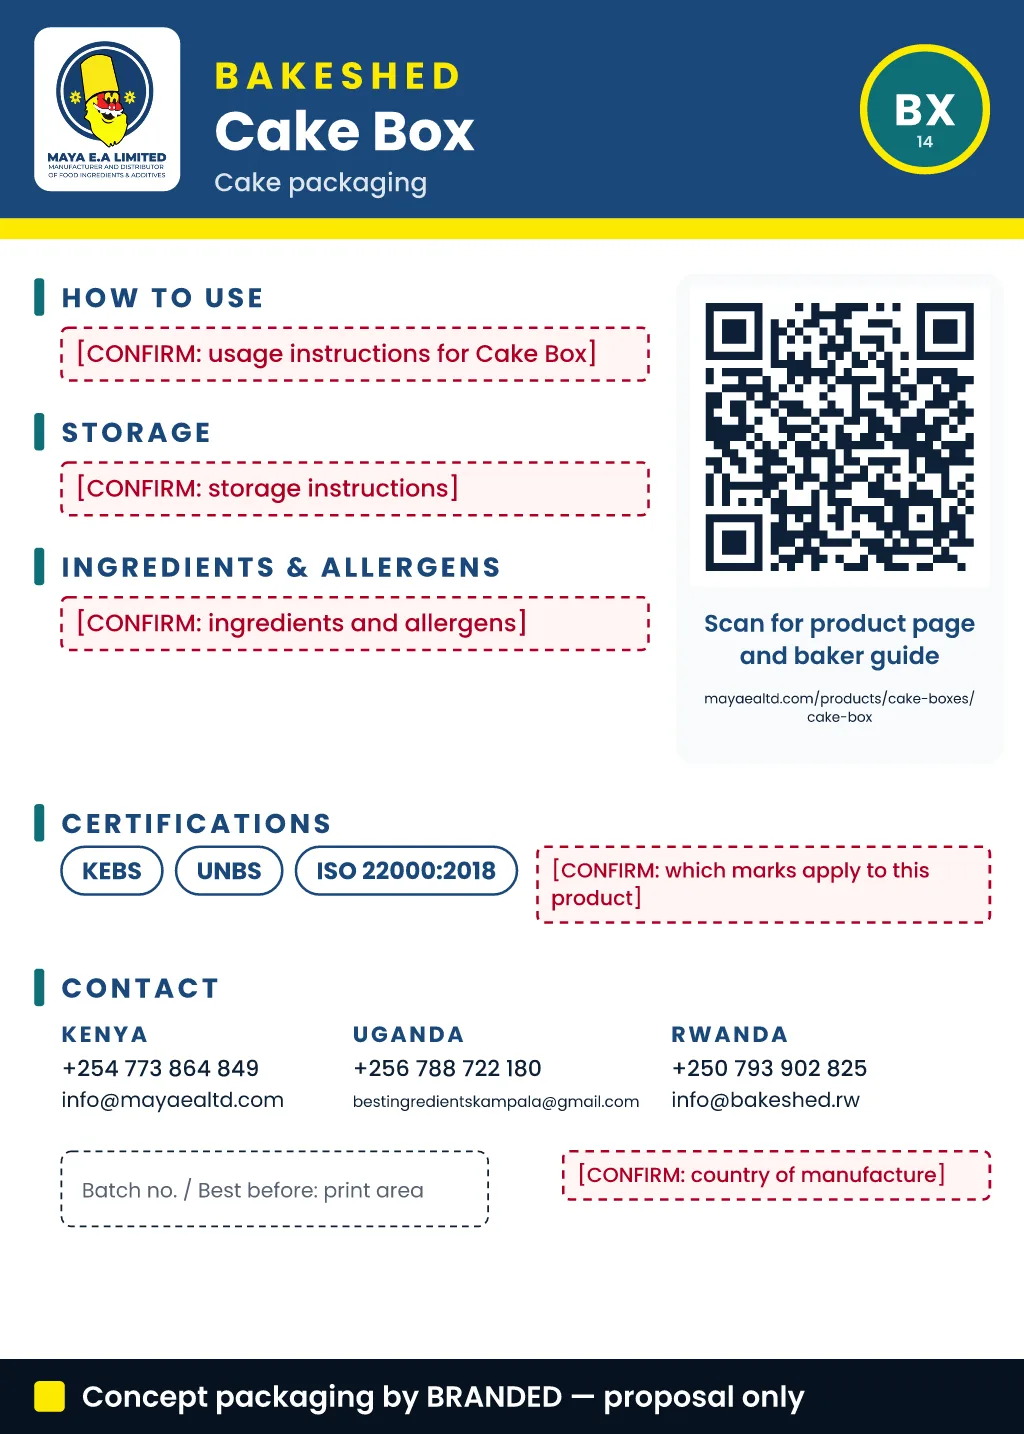 MAYA E.A LIMITED
MANUFACTURER AND DISTRIBUTOR
OF FOOD INGREDIENTS & ADDITIVES
BAKESHED
Cake Box
Cake packaging
BX
14
HOW TO USE
[CONFIRM: usage instructions for Cake Box]
STORAGE
[CONFIRM: storage instructions]
INGREDIENTS & ALLERGENS
[CONFIRM: ingredients and allergens]
Scan for product page
and baker guide
mayaealtd.com/products/cake-boxes/
cake-box
CERTIFICATIONS
KEBS
UNBS
ISO 22000:2018
[CONFIRM: which marks apply to this
product]
CONTACT
KENYA
+254 773 864 849
info@mayaealtd.com
UGANDA
+256 788 722 180
bestingredientskampala@gmail.com
RWANDA
+250 793 902 825
info@bakeshed.rw
Batch no. / Best before: print area
[CONFIRM: country of manufacture]
Concept packaging by BRANDED — proposal only